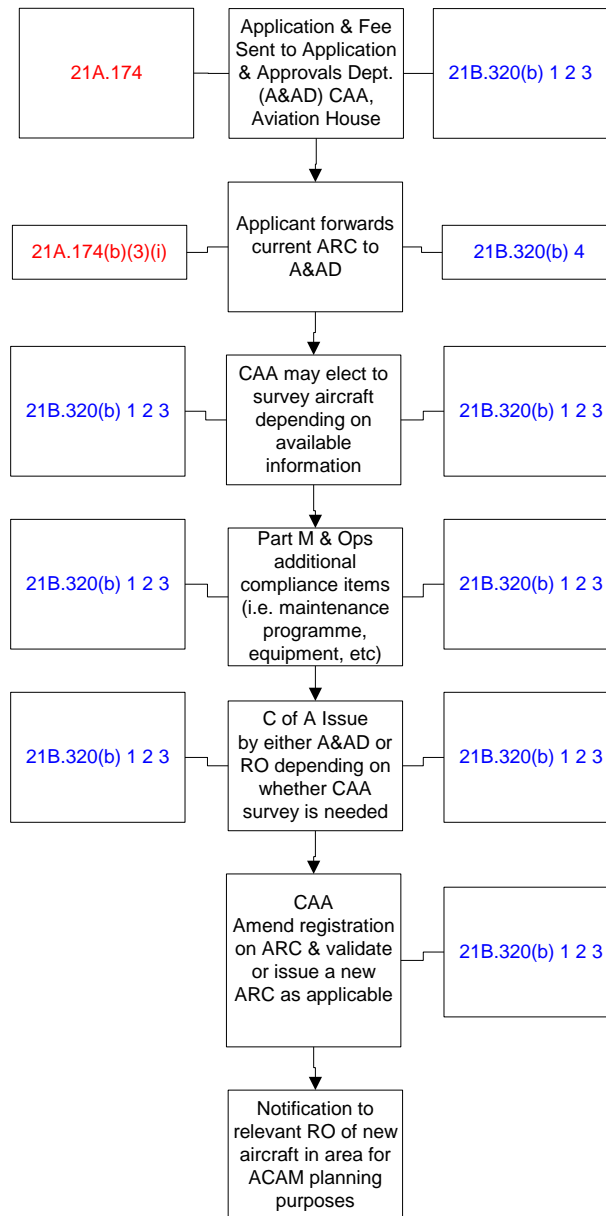 21A.174
Application & Fee
Sent to Application
& Approvals Dept.
(A&AD) CAA,
Aviation House
21B.320(b) 1 2 3
21A.174(b)(3)(i)
Applicant forwards
current ARC to
A&AD
21B.320(b) 4
21B.320(b) 1 2 3
CAA may elect to
survey aircraft
depending on
available
information
21B.320(b) 1 2 3
21B.320(b) 1 2 3
Part M & Ops
additional
compliance items
(i.e. maintenance
programme,
equipment, etc)
21B.320(b) 1 2 3
21B.320(b) 1 2 3
C of A Issue
by either A&AD or
RO depending on
whether CAA
survey is needed
21B.320(b) 1 2 3
CAA
Amend registration
on ARC & validate
or issue a new
ARC as applicable
21B.320(b) 1 2 3
Notification to
relevant RO of new
aircraft in area for
ACAM planning
purposes